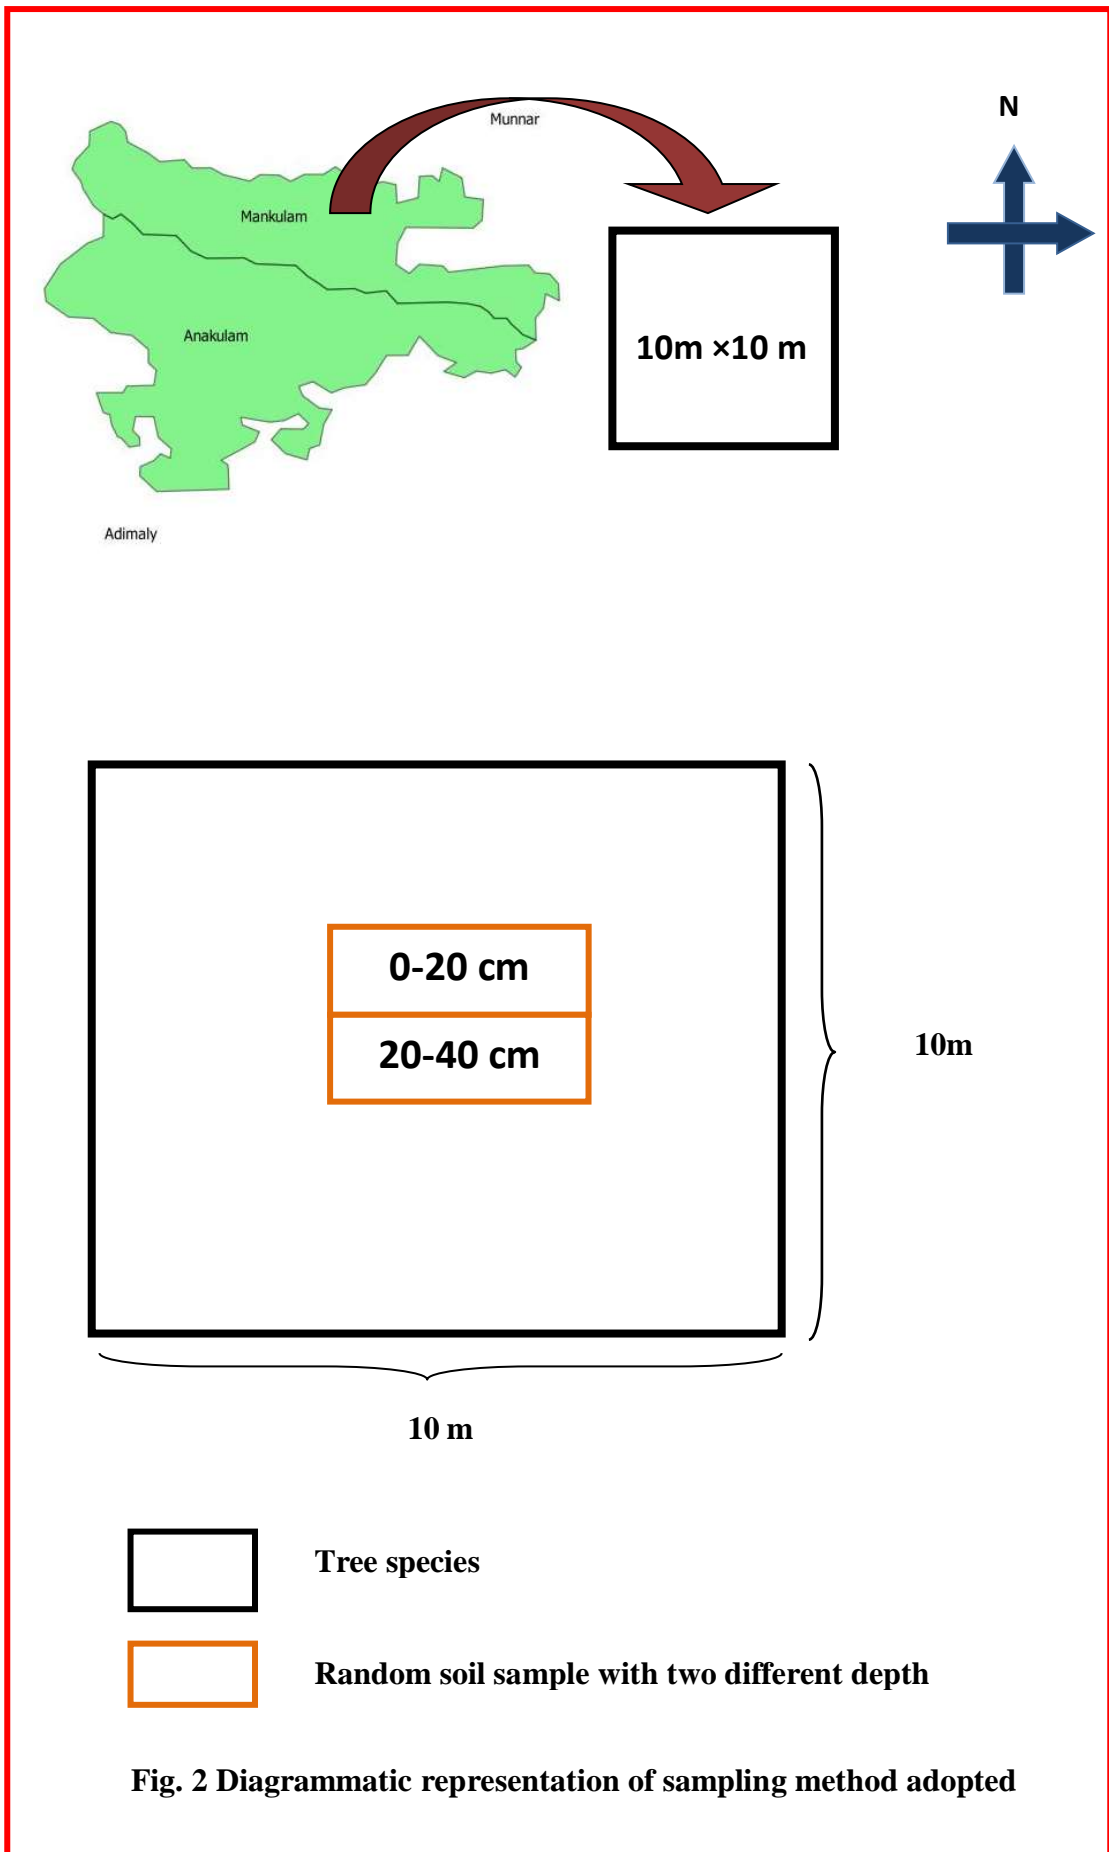 Munnar
N
Mankulam
Anakulam
10m ×10 m
Adimaly
0-20 cm
20-40 cm
10m
10 m
Tree species
Random soil sample with two different depth
Fig. 2 Diagrammatic representation of sampling method adopted